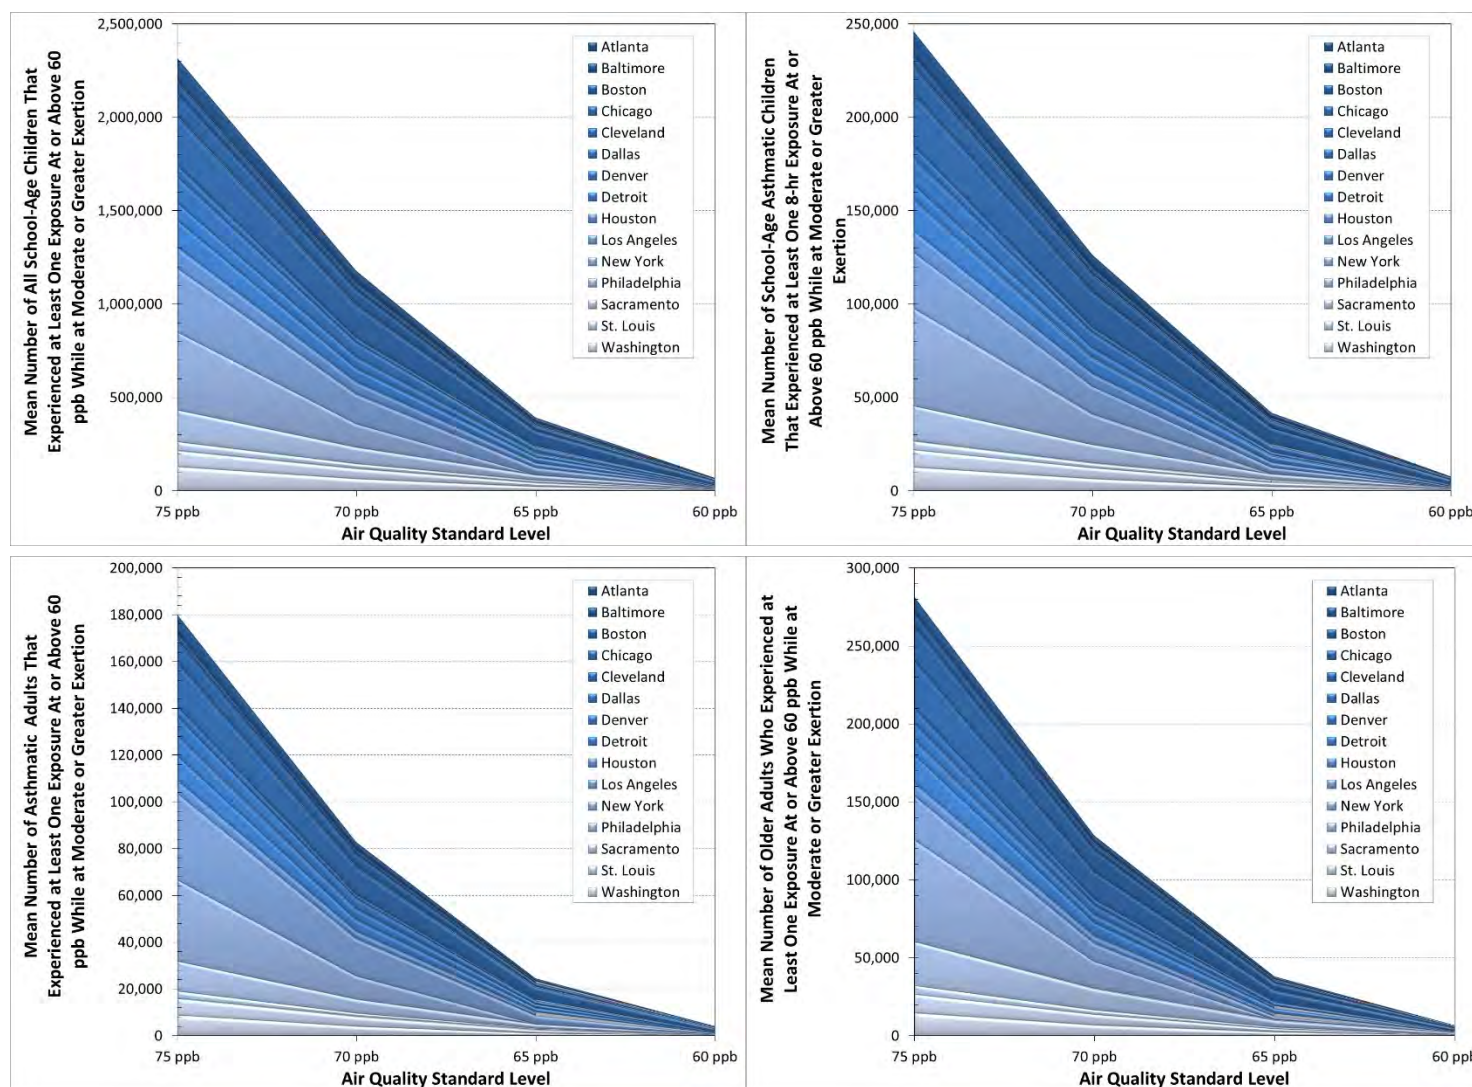 Mean Number of All School-Age Children That
Experienced at Least One Exposure At or Above 60
ppb While at Moderate or Greater Exertion
2,500,000
2,000,000
1,500,000
1,000,000
500,000
0
75 ppb
70 ppb
65 ppb
60 ppb
Air Quality Standard Level
Atlanta
Baltimore
Boston
Chicago
Cleveland
Dallas
Denver
Detroit
Houston
Los Angeles
New York
Philadelphia
Sacramento
St. Louis
Washington
Mean Number of School-Age Asthmatic Children
That Experienced at Least One 8-hr Exposure At or
Above 60 ppb While at Moderate or Greater
Exertion
250,000
200,000
150,000
100,000
50,000
0
75 ppb
70 ppb
65 ppb
60 ppb
Air Quality Standard Level
Atlanta
Baltimore
Boston
Chicago
Cleveland
Dallas
Denver
Detroit
Houston
Los Angeles
New York
Philadelphia
Sacramento
St. Louis
Washington
Mean Number of Asthmatic Adults That
Experienced at Least One Exposure At or Above 60
ppb While at Moderate or Greater Exertion
200,000
180,000
160,000
140,000
120,000
100,000
80,000
60,000
40,000
20,000
0
75 ppb
70 ppb
65 ppb
60 ppb
Air Quality Standard Level
Atlanta
Baltimore
Boston
Chicago
Cleveland
Dallas
Denver
Detroit
Houston
Los Angeles
New York
Philadelphia
Sacramento
St. Louis
Washington
Mean Number of Older Adults Who Experienced at
Least One Exposure At or Above 60 ppb While at
Moderate or Greater Exertion
300,000
250,000
200,000
150,000
100,000
50,000
0
75 ppb
70 ppb
65 ppb
60 ppb
Air Quality Standard Level
Atlanta
Baltimore
Boston
Chicago
Cleveland
Dallas
Denver
Detroit
Houston
Los Angeles
New York
Philadelphia
Sacramento
St. Louis
Washington